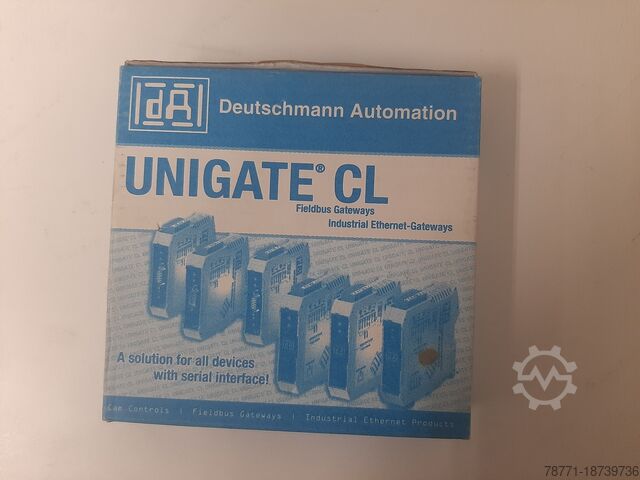 dA
Deutschmann Automation
UNIGATE® CL
Fieldbus Gateways
Industrial Ethernet-Gateways
A solution for all devices
with serial interface!
Cam Controls | Fieldbus Gateways | Industrial Ethernet Products
78771-18739736